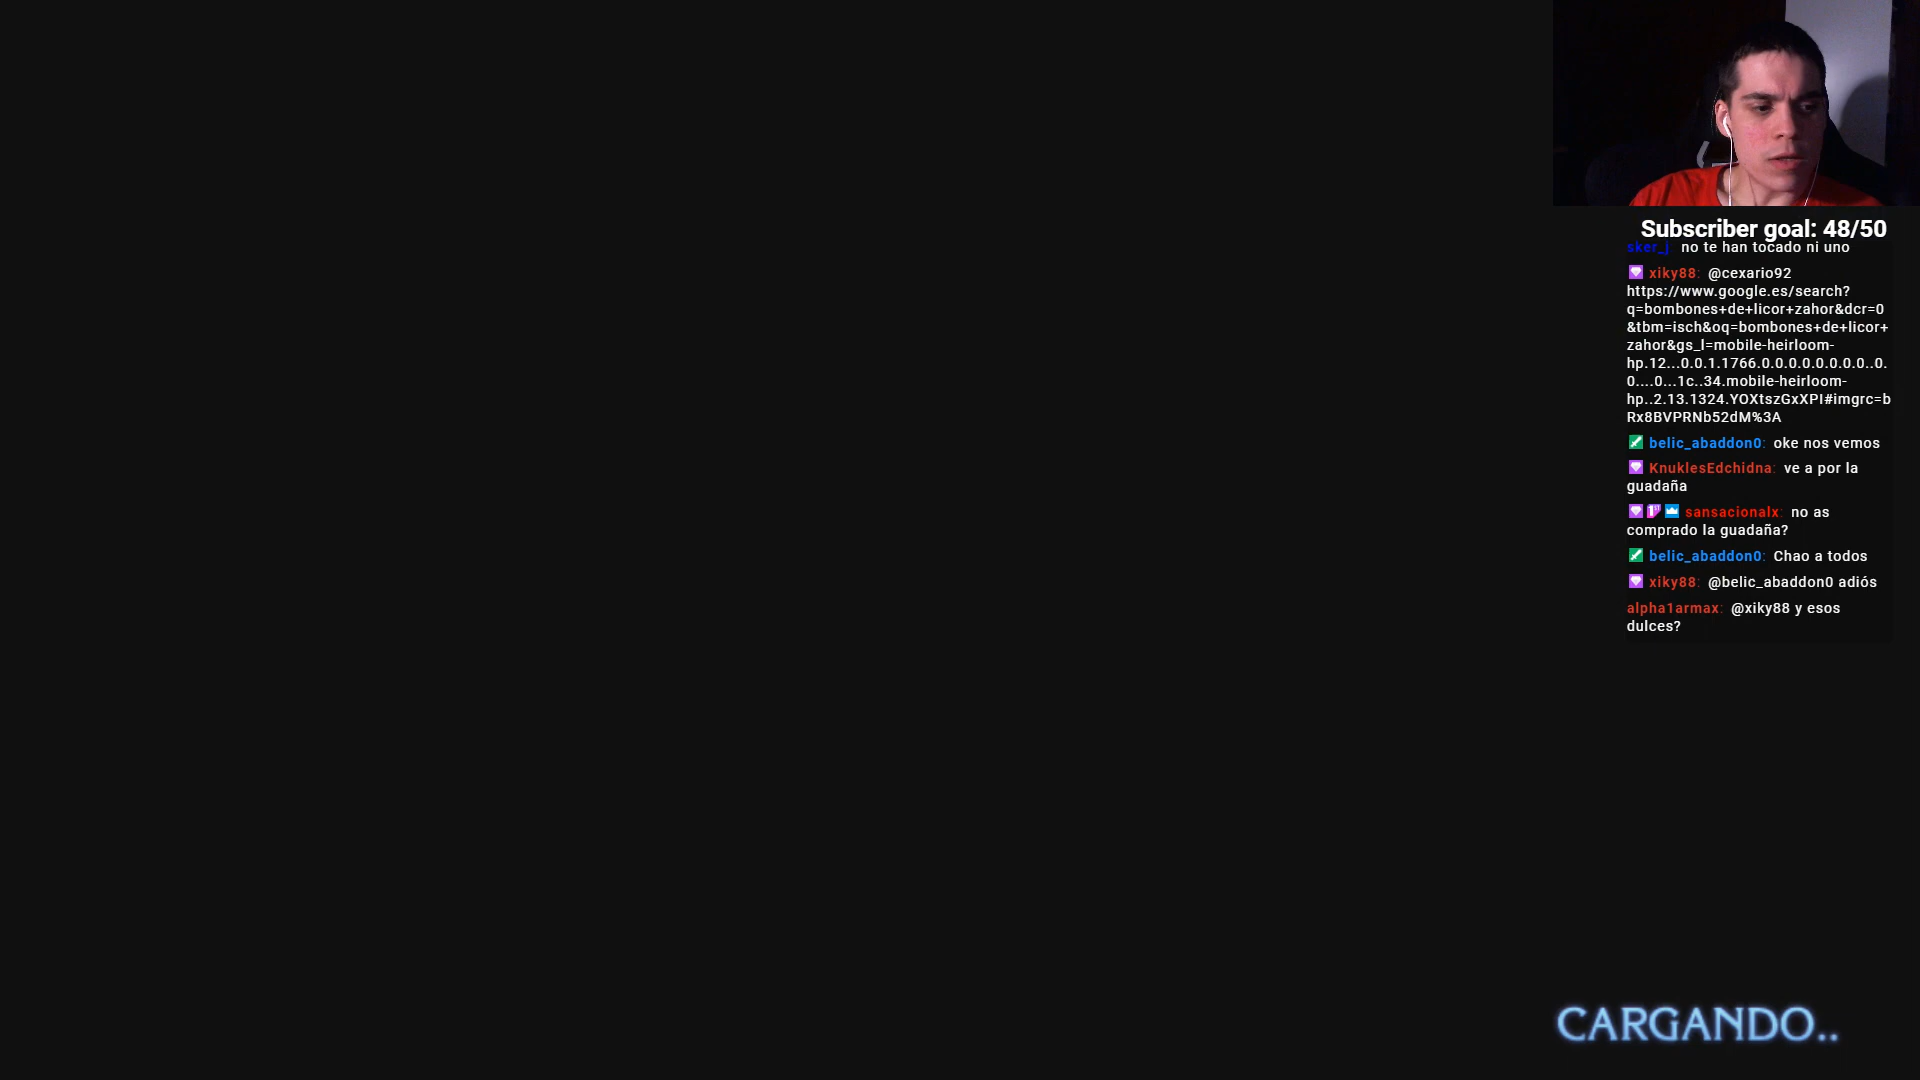 Subscriber goal: 48/50
sker_j: no te han tocado ni uno
xiky88: @cexario92
https://www.google.es/search?
q=bombones+de+licor+zahor&dcr=0
&tbm=isch&oq=bombones+de+licor+
zahor&gs_l=mobile-heirloom-
hp.12...0.0.1.1766.0.0.0.0.0.0.0.0..0.
0....0...1c..34.mobile-heirloom-
hp..2.13.1324.YOXtszGxXPI#imgrc=b
Rx8BVPRNb52dM%3A
belic_abaddon0: oke nos vemos
KnuklesEdchidna: ve a por la
guadaña
sansacionalx: no as
comprado la guadaña?
belic_abaddon0: Chao a todos
xiky88: @belic_abaddon0 adiós
alpha1armax: @xiky88 y esos
dulces?
CARGANDO..